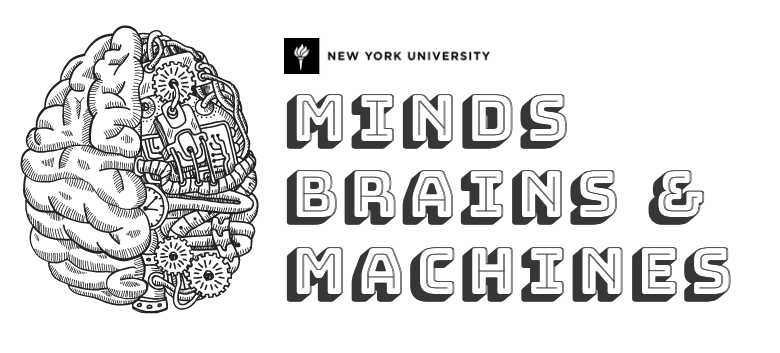 NEW YORK UNIVERSITY
MINDS
BRAINS &
MACHINES